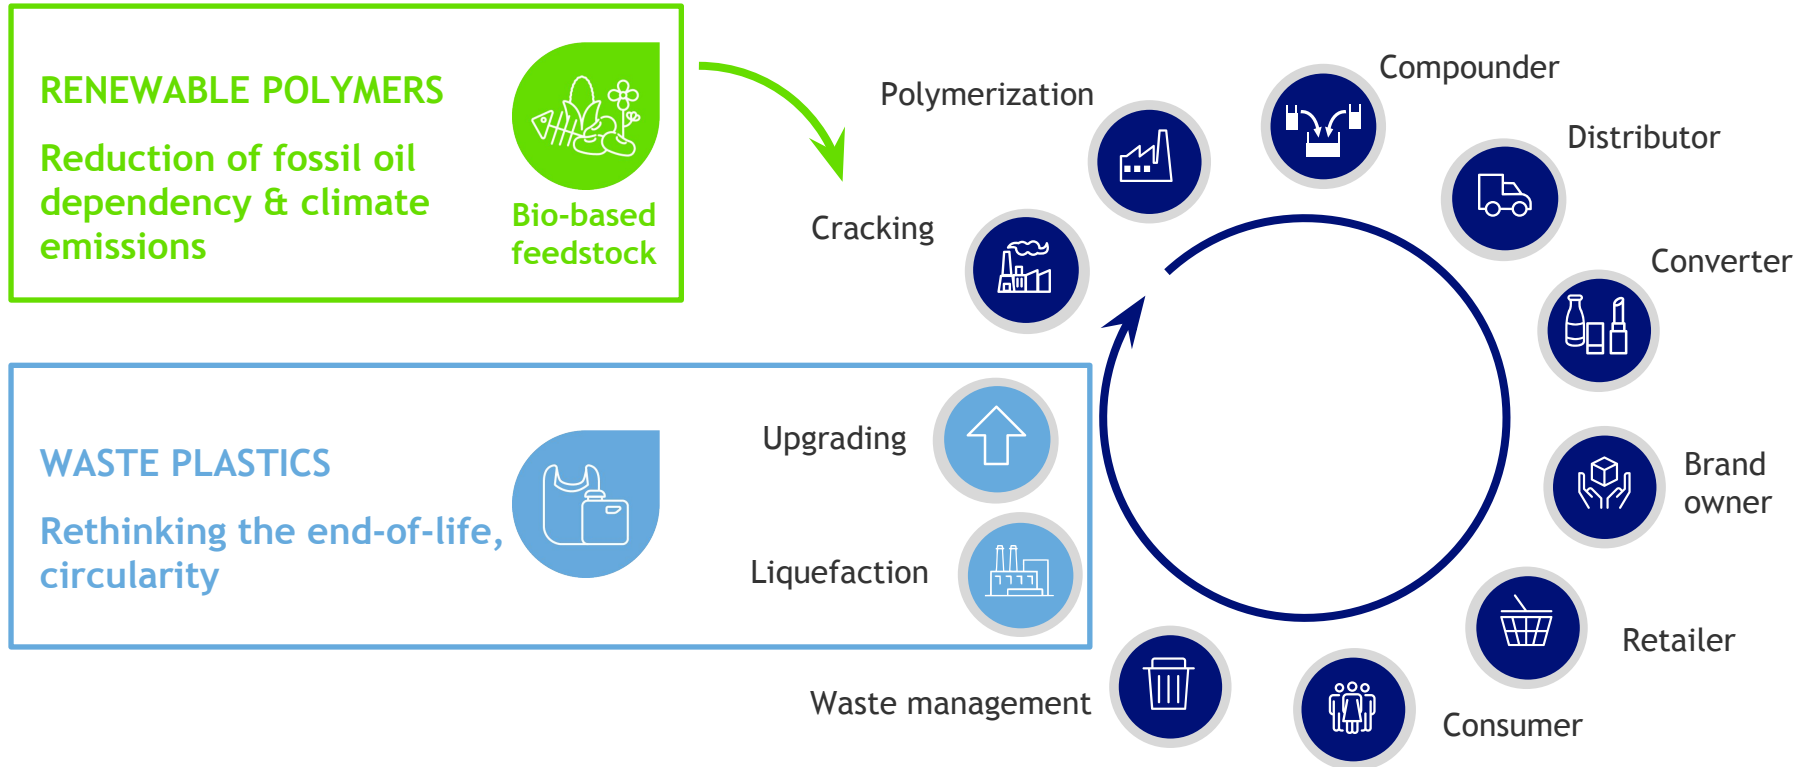 RENEWABLE POLYMERS
Reduction of fossil oil
dependency & climate
emissions
Bio-based
feedstock
Polymerization
Compounder
Distributor
Cracking
Converter
WASTE PLASTICS
Rethinking the end-of-life,
circularity
Upgrading
Liquefaction
Brand
owner
Retailer
Waste management
Consumer